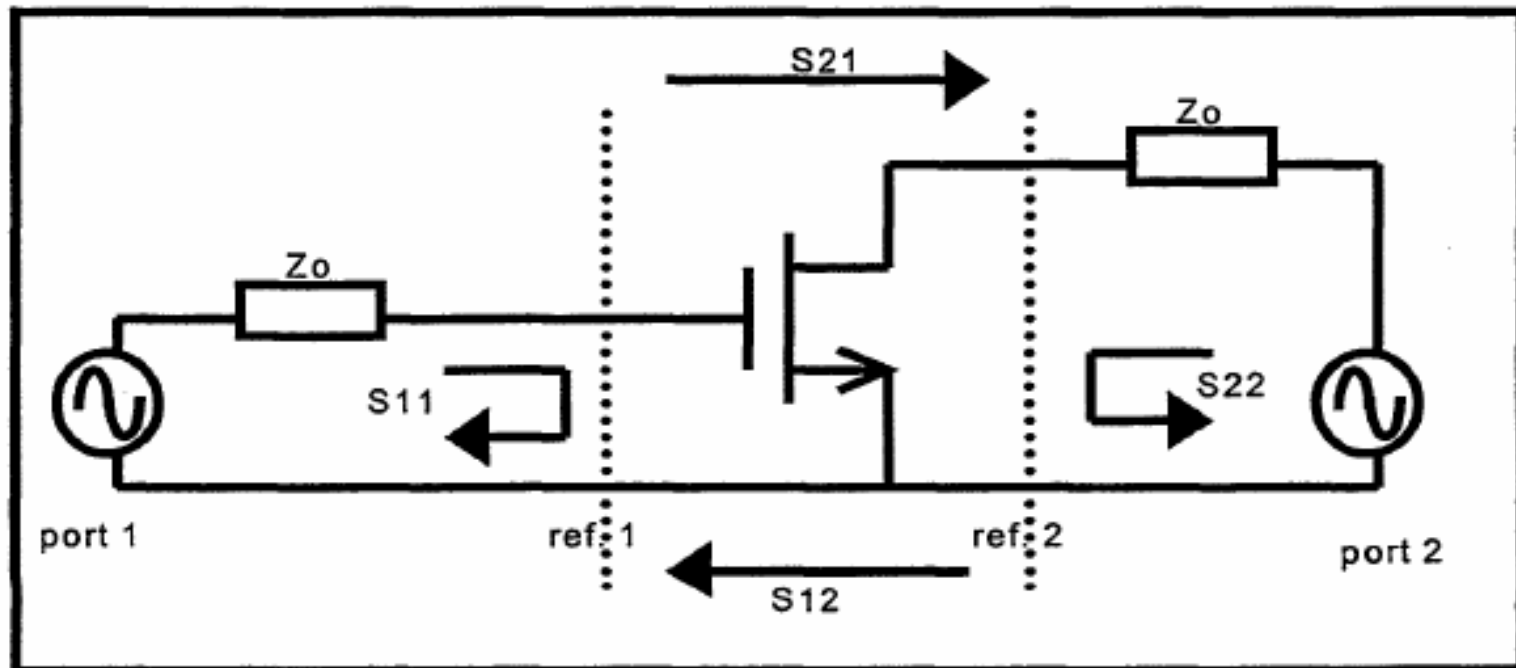 S21
Zo
Zo
S11
S22
port 1
ref. 1
ref. 2
port 2
S12